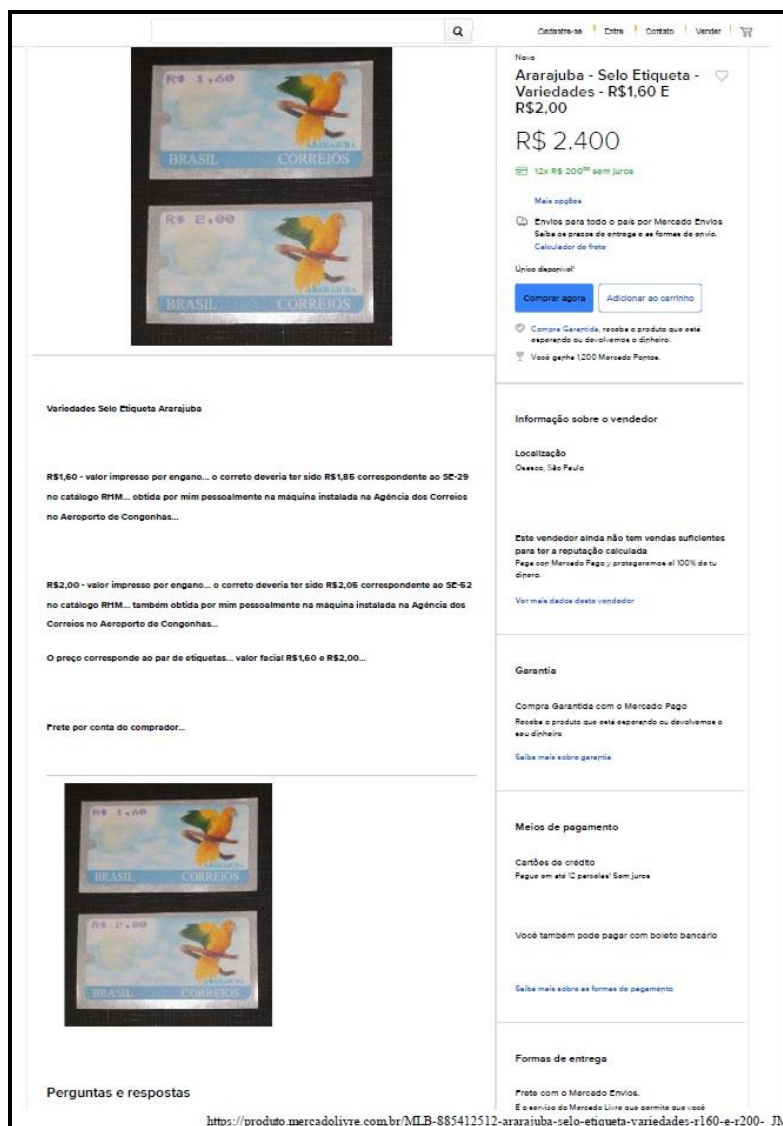 Cadastre-se Entre Contato Vender
R$ 1,60
ARARAJUBA
BRASIL CORREIOS
R$ 2,00
ARARAJUBA
BRASIL CORREIOS
Novo
Ararajuba - Selo Etiqueta -
Variedades - R$1,60 E
R$2,00
R$ 2.400
12x R$ 200⁰⁰ sem juros
Mais opções
Envios para todo o país por Mercado Envios
Saiba os prazos de entrega e as formas de envio.
Calculador de frete
Único disponível!
Comprar agora Adicionar ao carrinho
Compra Garantida, receba o produto que está
esperando ou devolvemos o dinheiro.
Você ganha 1,200 Mercado Pontos.
Variedades Selo Etiqueta Ararajuba
R$1,60 - valor impresso por engano... o correto deveria ter sido R$1,85 correspondente ao SE-29
no catálogo RHM... obtida por mim pessoalmente na máquina instalada na Agência dos Correios
no Aeroporto de Congonhas...
R$2,00 - valor impresso por engano... o correto deveria ter sido R$2,05 correspondente ao SE-52
no catálogo RHM... também obtida por mim pessoalmente na máquina instalada na Agência dos
Correios no Aeroporto de Congonhas...
O preço corresponde ao par de etiquetas... valor facial R$1,60 e R$2,00...
Frete por conta do comprador...
R$ 1,60
ARARAJUBA
BRASIL CORREIOS
R$ 2,00
ARARAJUBA
BRASIL CORREIOS
Perguntas e respostas
Informação sobre o vendedor
Localização
Osasco, São Paulo
Este vendedor ainda não tem vendas suficientes
para ter a reputação calculada
Paga con Mercado Pago y protegeremos el 100% de tu
dinero.
Ver mais dados deste vendedor
Garantia
Compra Garantida com o Mercado Pago
Receba o produto que está esperando ou devolvemos o
seu dinheiro
Saiba mais sobre garantia
Meios de pagamento
Cartões de crédito
Pague em até 12 parcelas! Sem juros
Você também pode pagar com boleto bancário
Saiba mais sobre as formas de pagamento
Formas de entrega
Frete com o Mercado Envios.
É o serviço do Mercado Livre que permite que você
https://produto.mercadolivre.com.br/MLB-885412512-ararajuba-selo-etiqueta-variedades-r160-e-r200-_JM